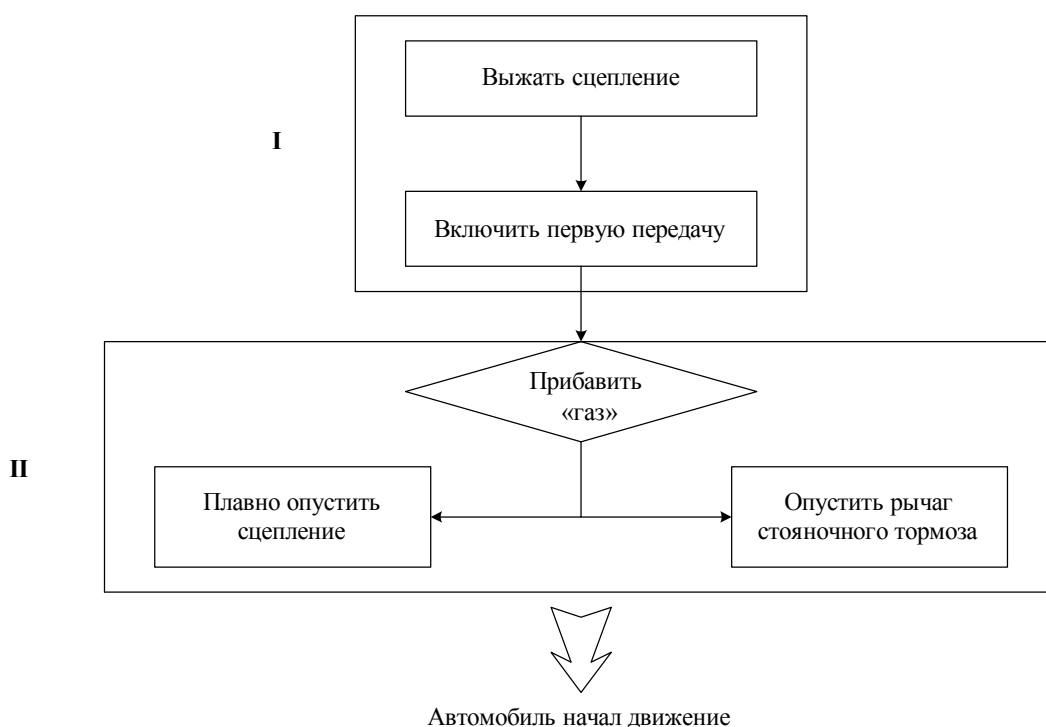 Выжать сцепление
I
Включить первую передачу
Прибавить
«газ»
II
Плавно опустить
сцепление
Опустить рычаг
стояночного тормоза
Автомобиль начал движение